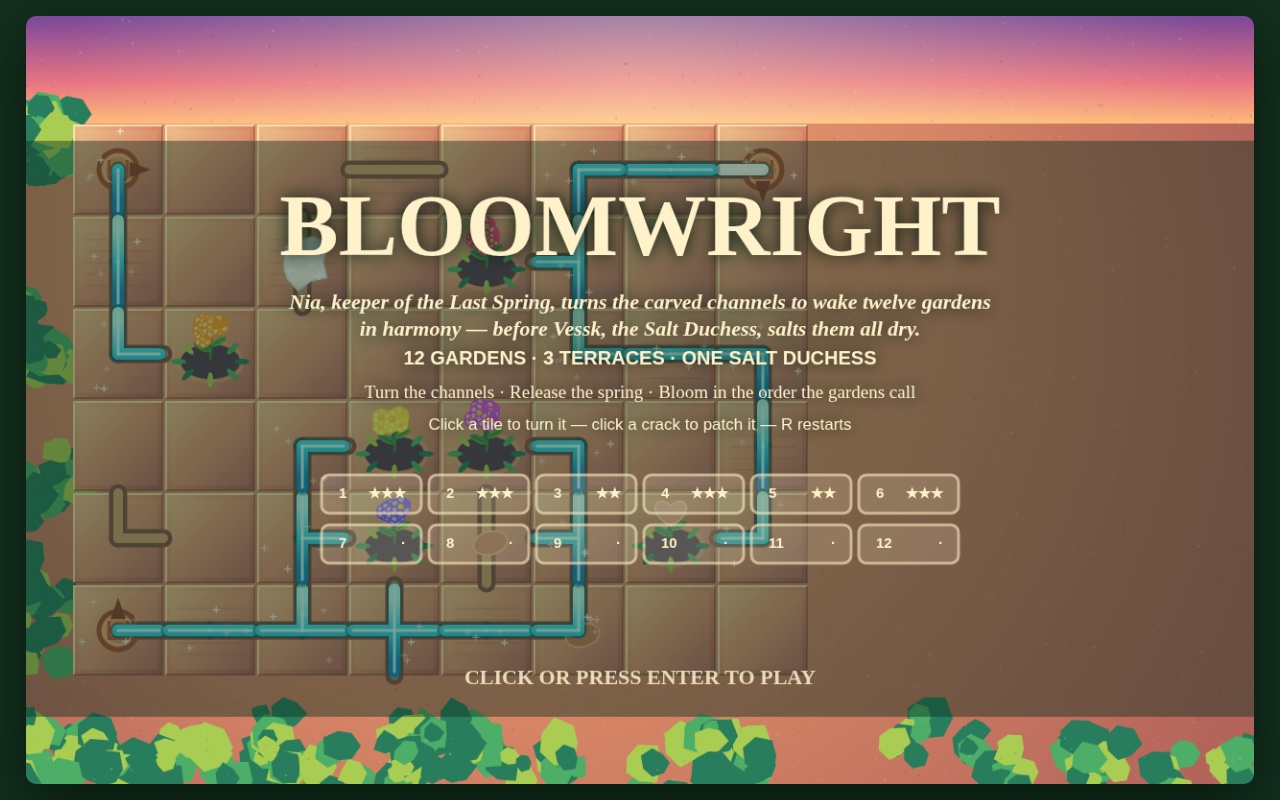 BLOOMWRIGHT
Nia, keeper of the Last Spring, turns the carved channels to wake twelve gardens
in harmony — before Vessk, the Salt Duchess, salts them all dry.
12 GARDENS · 3 TERRACES · ONE SALT DUCHESS
Turn the channels · Release the spring · Bloom in the order the gardens call
Click a tile to turn it — click a crack to patch it — R restarts
1 ★★★ 2 ★★★ 3 ★★ 4 ★★★ 5 ★★ 6 ★★★
7 · 8 · 9 · 10 · 11 · 12 ·
CLICK OR PRESS ENTER TO PLAY